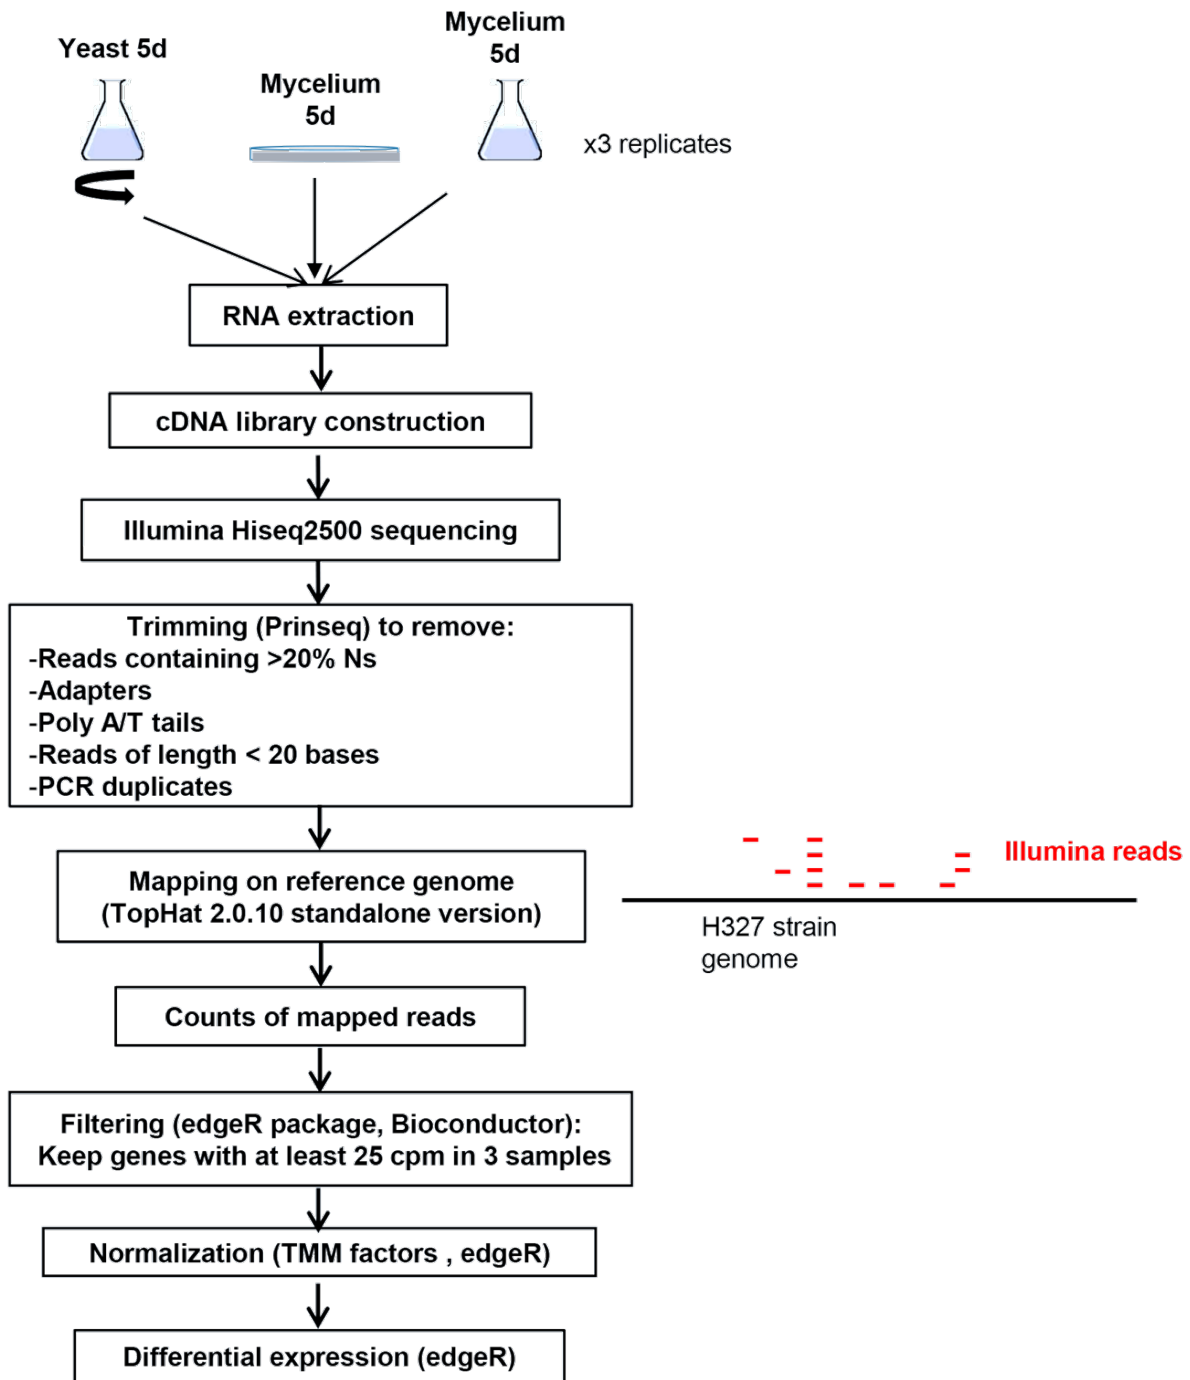 Yeast 5d
Mycelium
5d
Mycelium
5d
x3 replicates
RNA extraction
cDNA library construction
Illumina Hiseq2500 sequencing
Trimming (Prinseq) to remove:
-Reads containing >20% Ns
-Adapters
-Poly A/T tails
-Reads of length < 20 bases
-PCR duplicates
Mapping on reference genome
(TopHat 2.0.10 standalone version)
Illumina reads
H327 strain
genome
Counts of mapped reads
Filtering (edgeR package, Bioconductor):
Keep genes with at least 25 cpm in 3 samples
Normalization (TMM factors , edgeR)
Differential expression (edgeR)